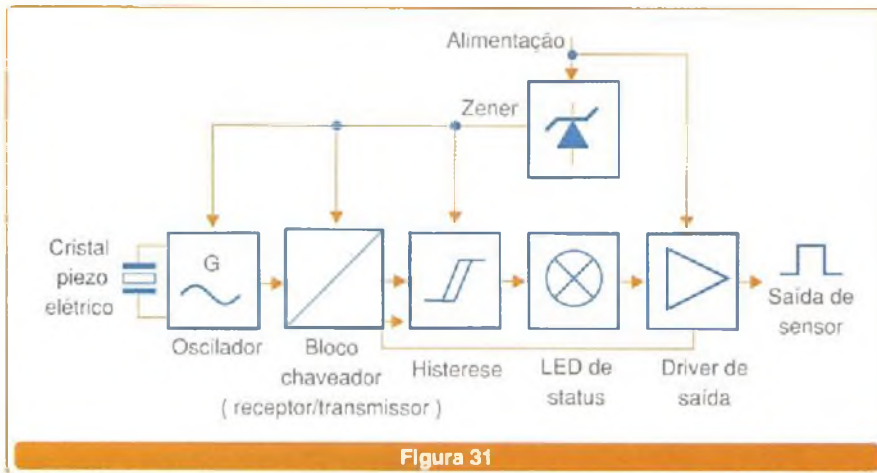 Alimentação
Zener
Cristal
piezo
elétrico
G
Oscilador
Bloco
chaveador
( receptor/transmissor )
Histerese
LED de
status
Driver de
saída
Saída de
sensor
Figura 31